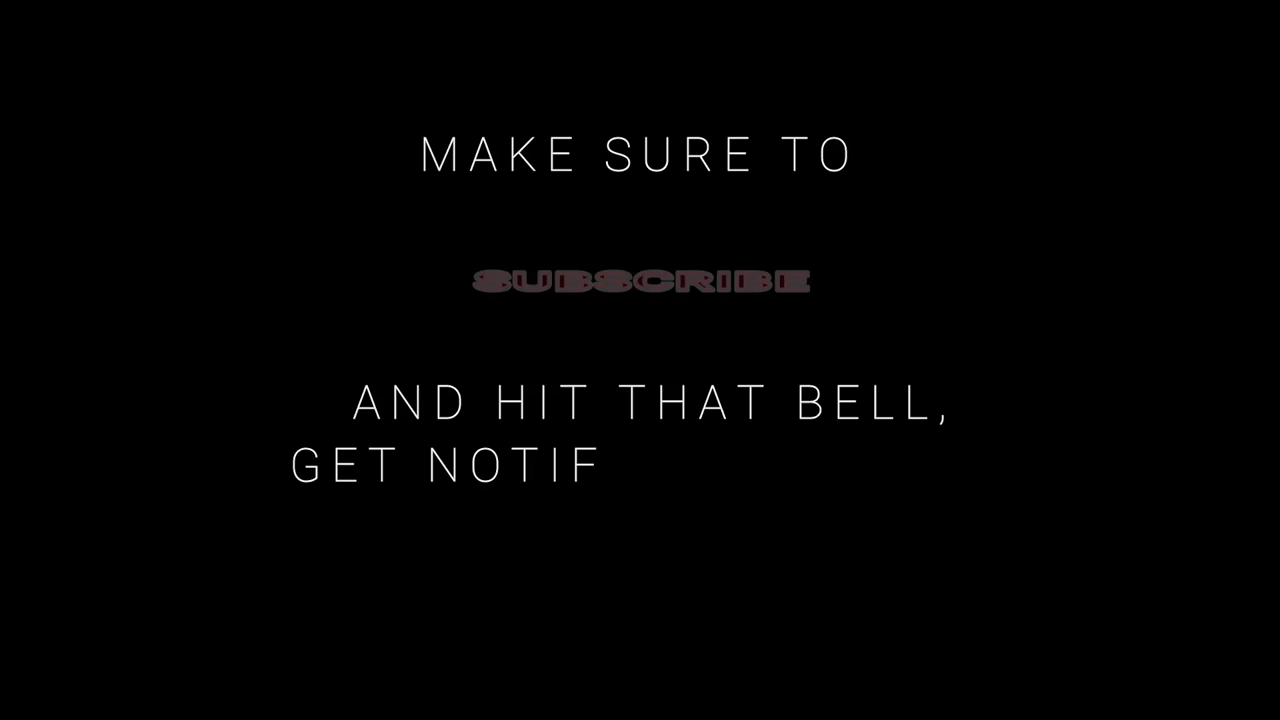 MAKE SURE TO
SUBSCRIBE
AND HIT THAT BELL,
GET NOTIF